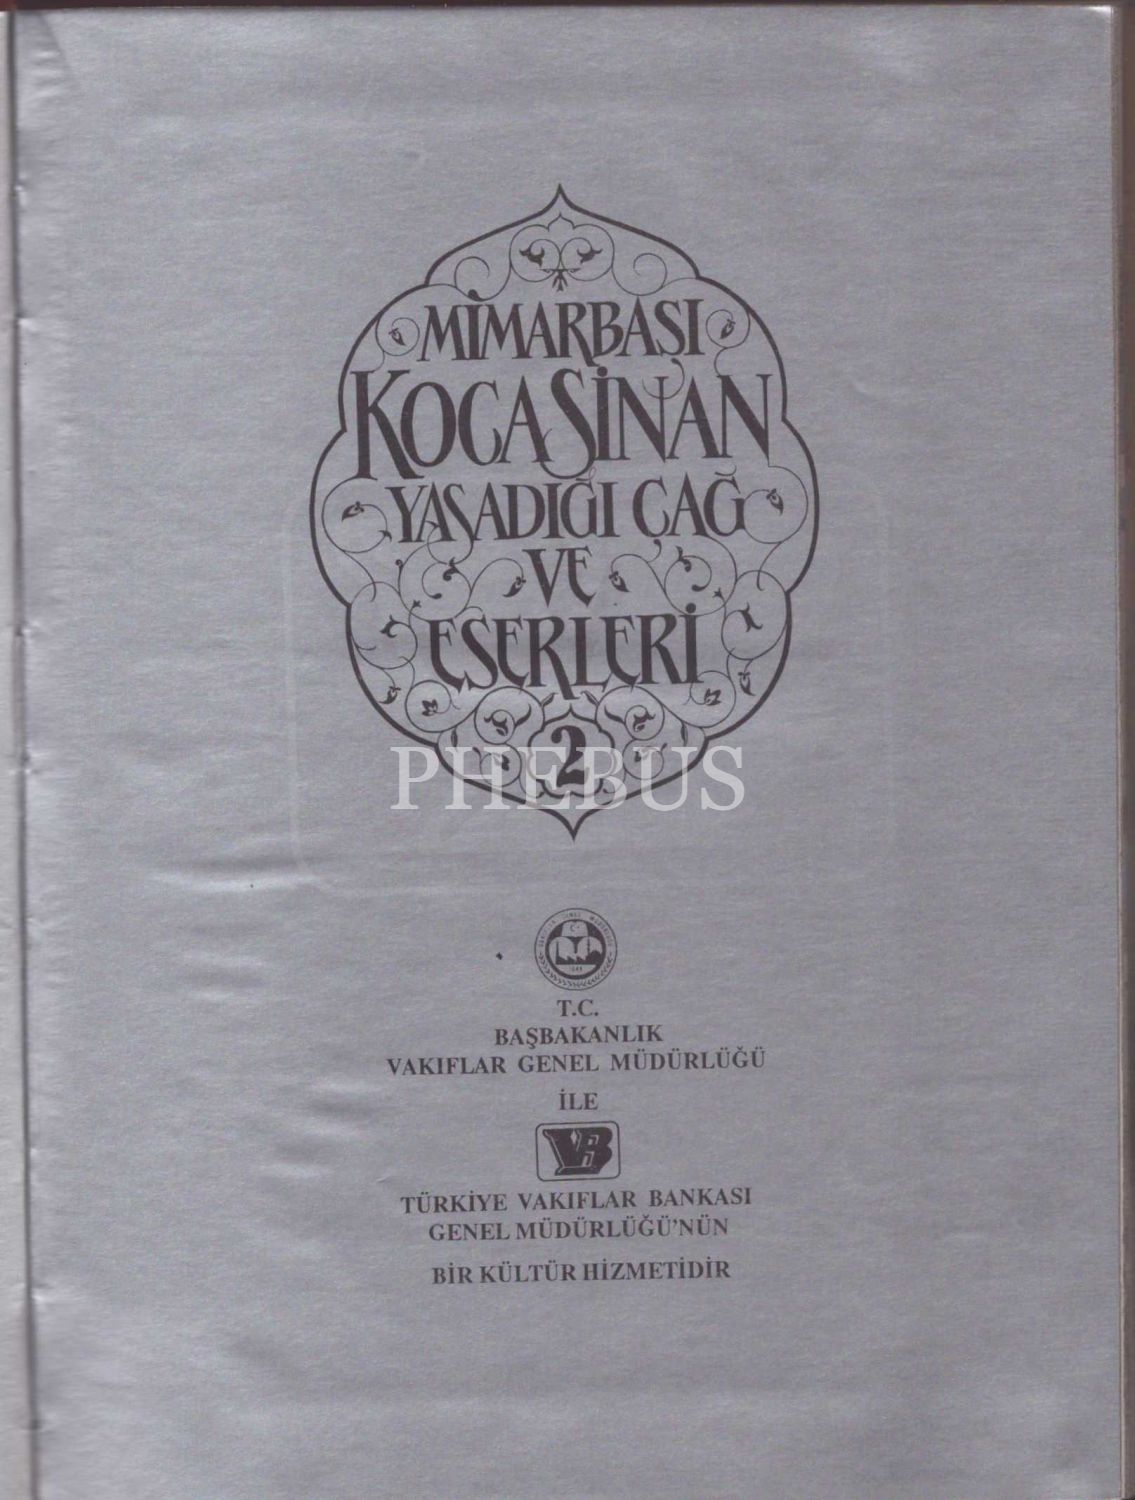 MİMARBAŞI
KOCA SİNAN
YAŞADIĞI ÇAĞ
VE
ESERLERİ
2
PHEBUS
T.C.
BAŞBAKANLIK
VAKIFLAR GENEL MÜDÜRLÜĞÜ
İLE
VB
TÜRKİYE VAKIFLAR BANKASI
GENEL MÜDÜRLÜĞÜ'NÜN
BİR KÜLTÜR HİZMETİDİR